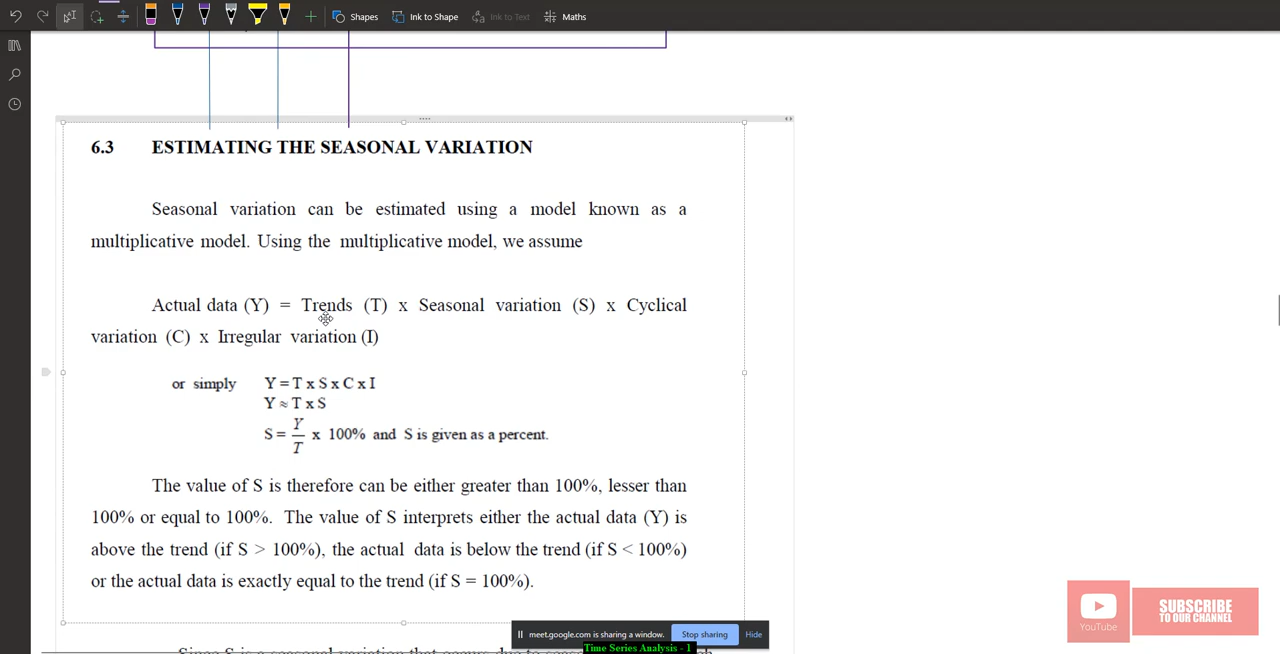 Shapes Ink to Shape Ink to Text Maths
6.3 ESTIMATING THE SEASONAL VARIATION
Seasonal variation can be estimated using a model known as a
multiplicative model. Using the multiplicative model, we assume
Actual data (Y) = Trends (T) x Seasonal variation (S) x Cyclical
variation (C) x Irregular variation (I)
or simply Y = T x S x C x I
Y ≈ T x S
S = Y/T x 100% and S is given as a percent.
The value of S is therefore can be either greater than 100%, lesser than
100% or equal to 100%. The value of S interprets either the actual data (Y) is
above the trend (if S > 100%), the actual data is below the trend (if S < 100%)
or the actual data is exactly equal to the trend (if S = 100%).
YouTube
SUBSCRIBE
TO OUR CHANNEL
meet.google.com is sharing a window. Stop sharing Hide
Time Series Analysis - 1